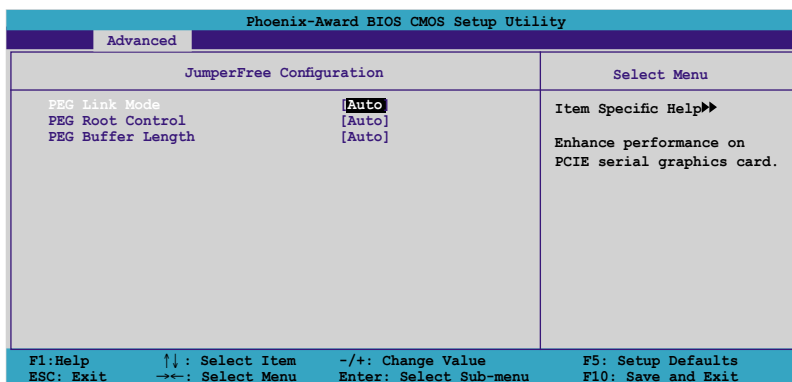 Phoenix-Award BIOS CMOS Setup Utility
Advanced
JumperFree Configuration
Select Menu
PEG Link Mode [Auto]
PEG Root Control [Auto]
PEG Buffer Length [Auto]
Item Specific Help▶▶
Enhance performance on
PCIE serial graphics card.
F1:Help ↑↓: Select Item -/+: Change Value F5: Setup Defaults
ESC: Exit →←: Select Menu Enter: Select Sub-menu F10: Save and Exit